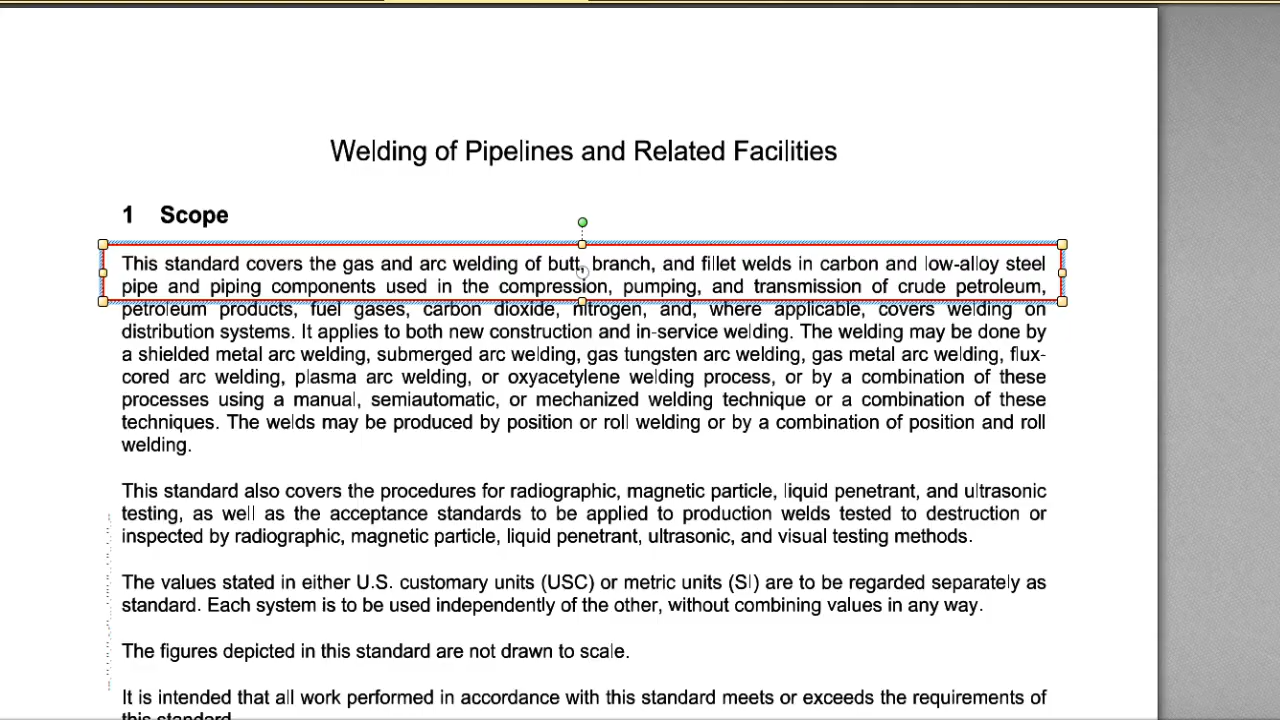 Welding of Pipelines and Related Facilities
1 Scope
This standard covers the gas and arc welding of butt, branch, and fillet welds in carbon and low-alloy steel
pipe and piping components used in the compression, pumping, and transmission of crude petroleum,
petroleum products, fuel gases, carbon dioxide, nitrogen, and, where applicable, covers welding on
distribution systems. It applies to both new construction and in-service welding. The welding may be done by
a shielded metal arc welding, submerged arc welding, gas tungsten arc welding, gas metal arc welding, flux-
cored arc welding, plasma arc welding, or oxyacetylene welding process, or by a combination of these
processes using a manual, semiautomatic, or mechanized welding technique or a combination of these
techniques. The welds may be produced by position or roll welding or by a combination of position and roll
welding.
This standard also covers the procedures for radiographic, magnetic particle, liquid penetrant, and ultrasonic
testing, as well as the acceptance standards to be applied to production welds tested to destruction or
inspected by radiographic, magnetic particle, liquid penetrant, ultrasonic, and visual testing methods.
The values stated in either U.S. customary units (USC) or metric units (SI) are to be regarded separately as
standard. Each system is to be used independently of the other, without combining values in any way.
The figures depicted in this standard are not drawn to scale.
It is intended that all work performed in accordance with this standard meets or exceeds the requirements of
this standard.